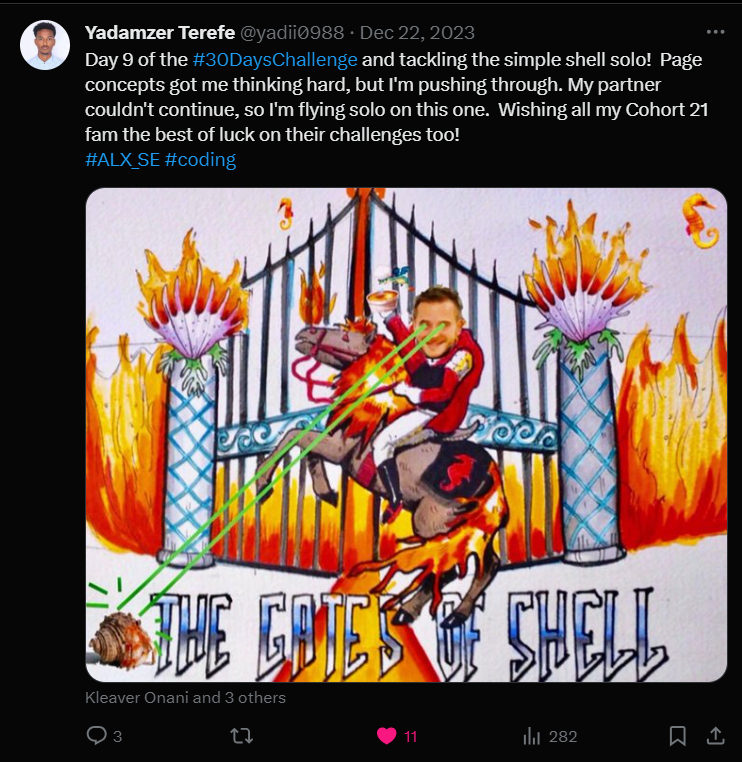 Yadamzer Terefe @yadii0988 · Dec 22, 2023
Day 9 of the #30DaysChallenge and tackling the simple shell solo!  Page
concepts got me thinking hard, but I'm pushing through. My partner
couldn't continue, so I'm flying solo on this one.  Wishing all my Cohort 21
fam the best of luck on their challenges too!
#ALX_SE #coding
THE GATES OF SHELL
Kleaver Onani and 3 others
3
11
282